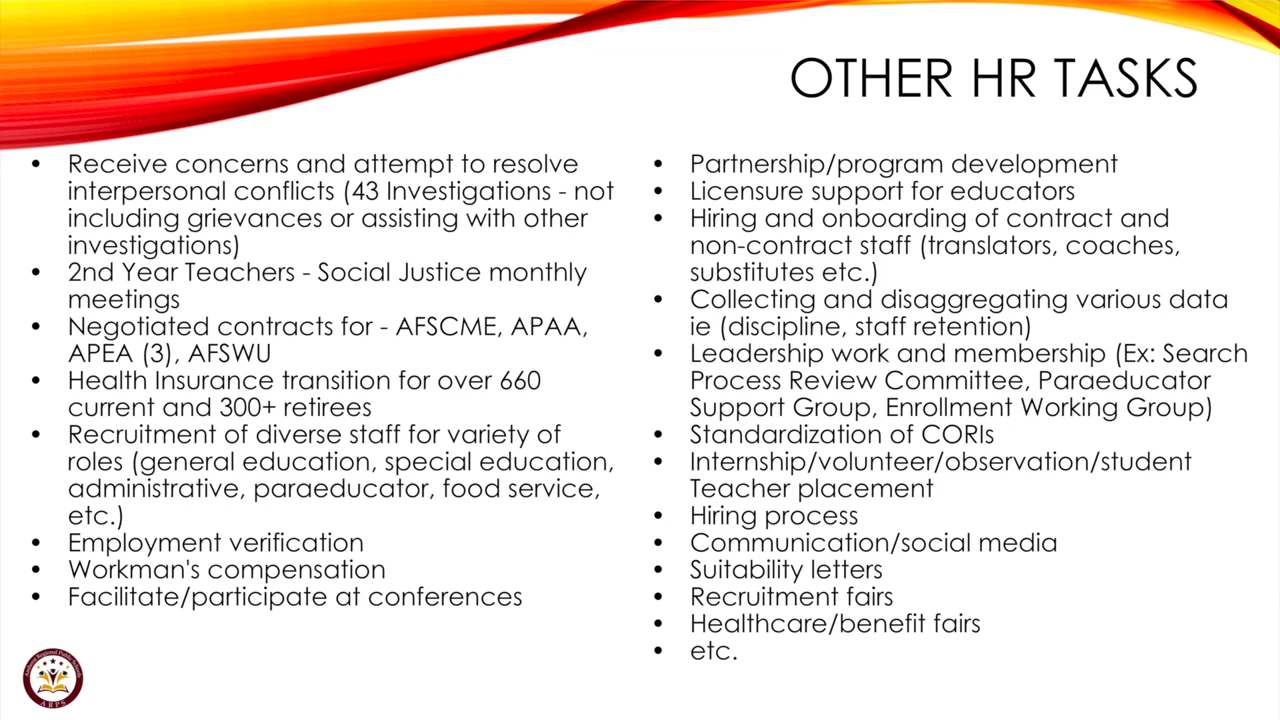 OTHER HR TASKS
• Receive concerns and attempt to resolve
interpersonal conflicts (43 Investigations - not
including grievances or assisting with other
investigations)
• 2nd Year Teachers - Social Justice monthly
meetings
• Negotiated contracts for - AFSCME, APAA,
APEA (3), AFSWU
• Health Insurance transition for over 660
current and 300+ retirees
• Recruitment of diverse staff for variety of
roles (general education, special education,
administrative, paraeducator, food service,
etc.)
• Employment verification
• Workman's compensation
• Facilitate/participate at conferences
• Partnership/program development
• Licensure support for educators
• Hiring and onboarding of contract and
non-contract staff (translators, coaches,
substitutes etc.)
• Collecting and disaggregating various data
ie (discipline, staff retention)
• Leadership work and membership (Ex: Search
Process Review Committee, Paraeducator
Support Group, Enrollment Working Group)
• Standardization of CORIs
• Internship/volunteer/observation/student
Teacher placement
• Hiring process
• Communication/social media
• Suitability letters
• Recruitment fairs
• Healthcare/benefit fairs
• etc.
Amherst Regional Public Schools
ARPS